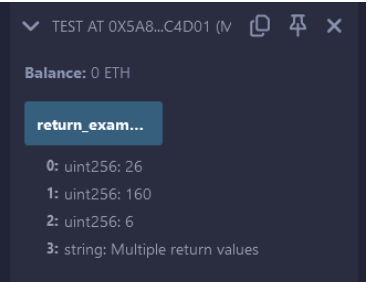 TEST AT 0X5A8...C4D01 (M
Balance: 0 ETH
return_exam...
0: uint256: 26
1: uint256: 160
2: uint256: 6
3: string: Multiple return values